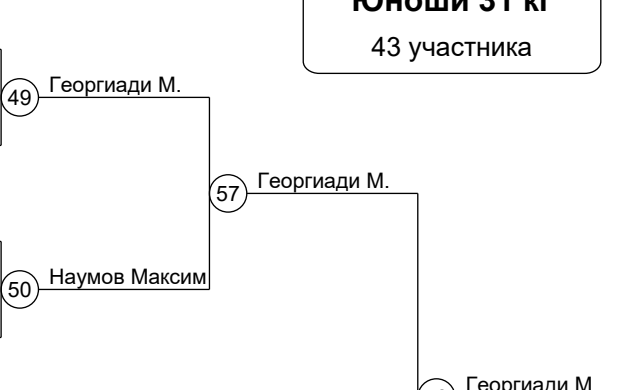 Юноши 31 кг
43 участника
49
Георгиади М.
57
Георгиади М.
50
Наумов Максим
Георгиади М.